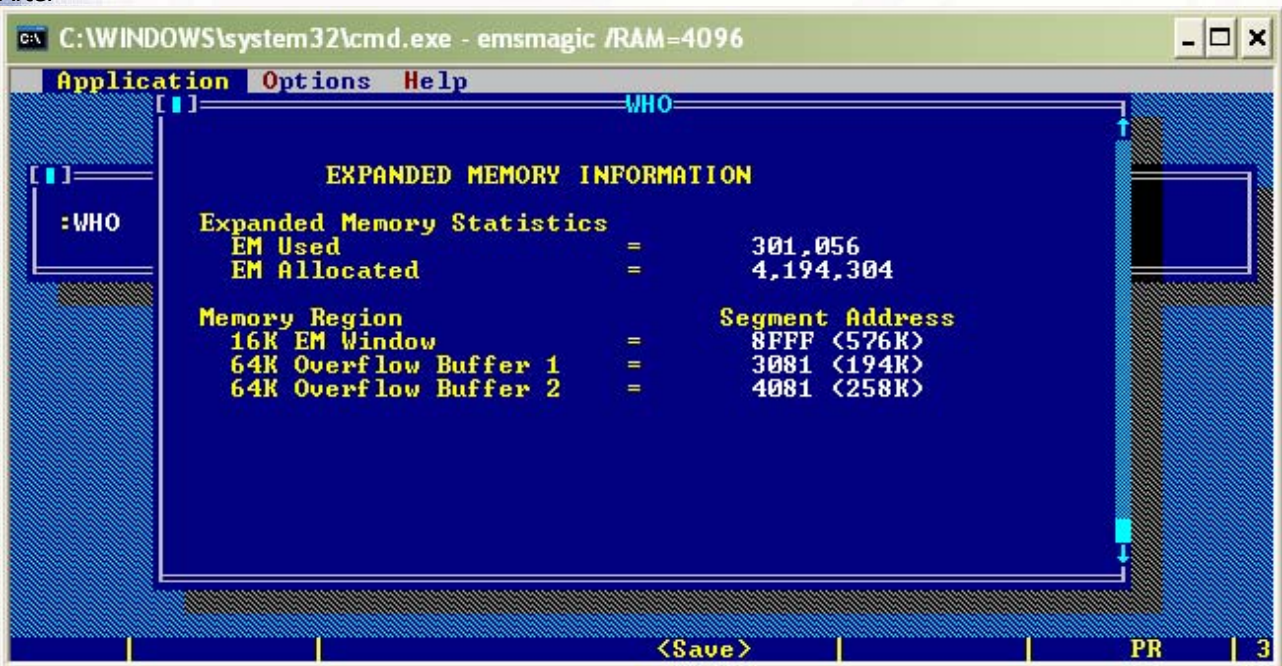 C:\WINDOWS\system32\cmd.exe - emsmagic /RAM=4096
Application Options Help
WHO
EXPANDED MEMORY INFORMATION
:WHO
Expanded Memory Statistics
EM Used = 301,056
EM Allocated = 4,194,304
Memory Region Segment Address
16K EM Window = 8FFF (576K)
64K Overflow Buffer 1 = 3081 (194K)
64K Overflow Buffer 2 = 4081 (258K)
<Save> PR 3